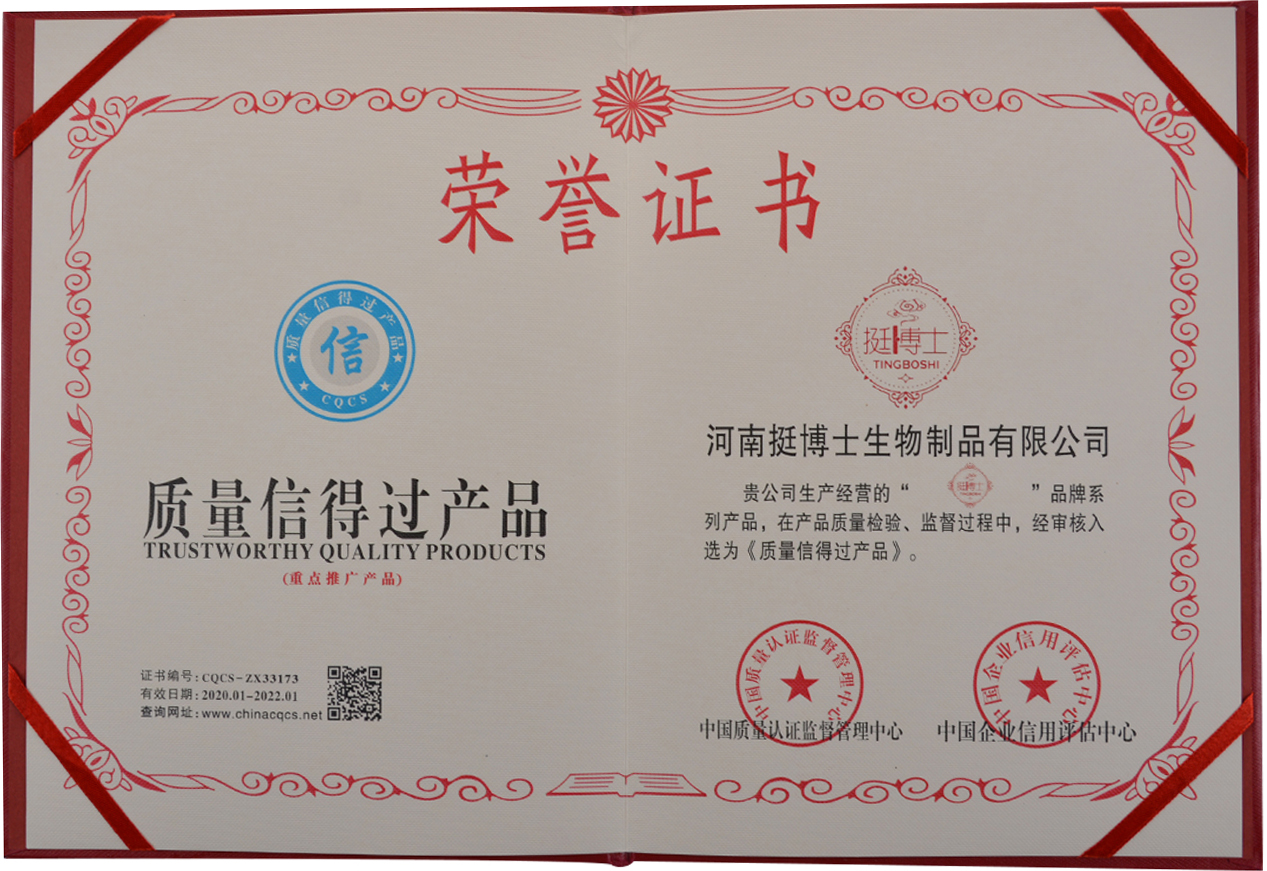 荣誉证书
质量信得过产品
信
CQCS
质量信得过产品
TRUSTWORTHY QUALITY PRODUCTS
(重点推广产品)
证书编号:CQCS-ZX33173
有效日期:2020.01-2022.01
查询网址:www.chinacqcs.net
挺博士
TINGBOSHI
河南挺博士生物制品有限公司
贵公司生产经营的“挺博士”品牌系
列产品，在产品质量检验、监督过程中，经审核入
选为《质量信得过产品》。
中国质量认证监督管理中心
中国质量认证监督管理中心
中国企业信用评估中心
中国企业信用评估中心